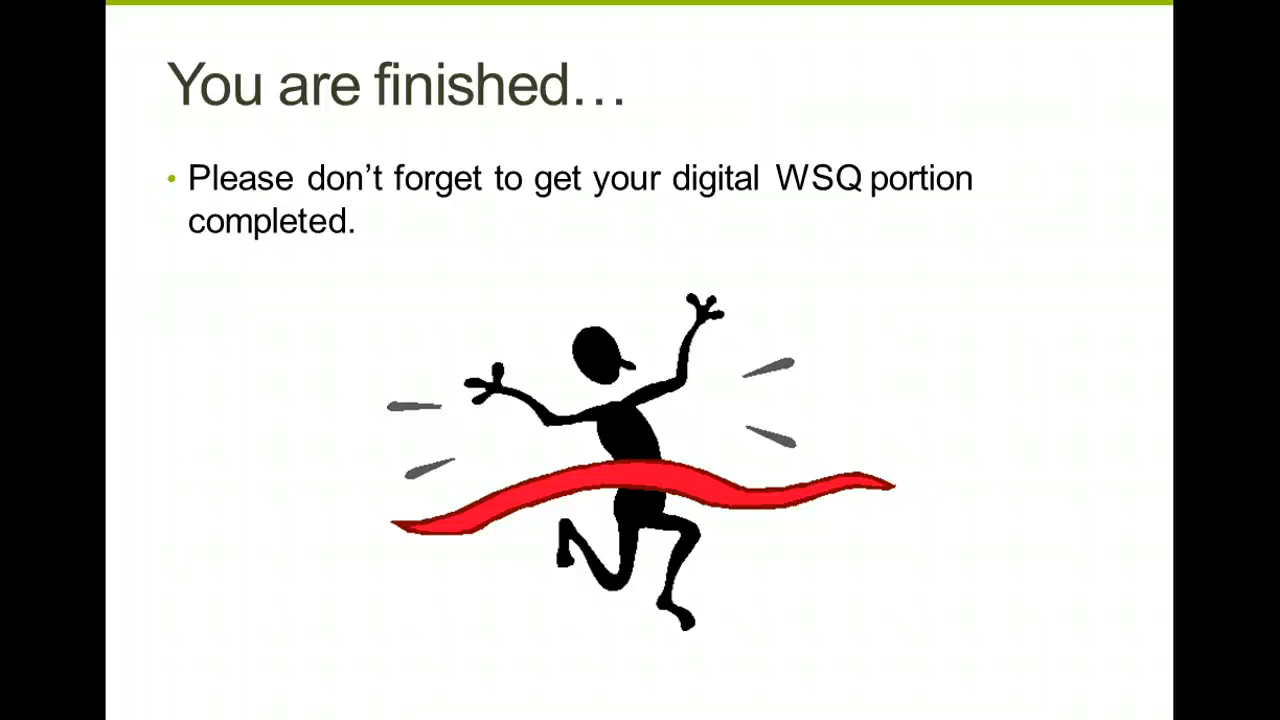 You are finished…
• Please don’t forget to get your digital WSQ portion
completed.